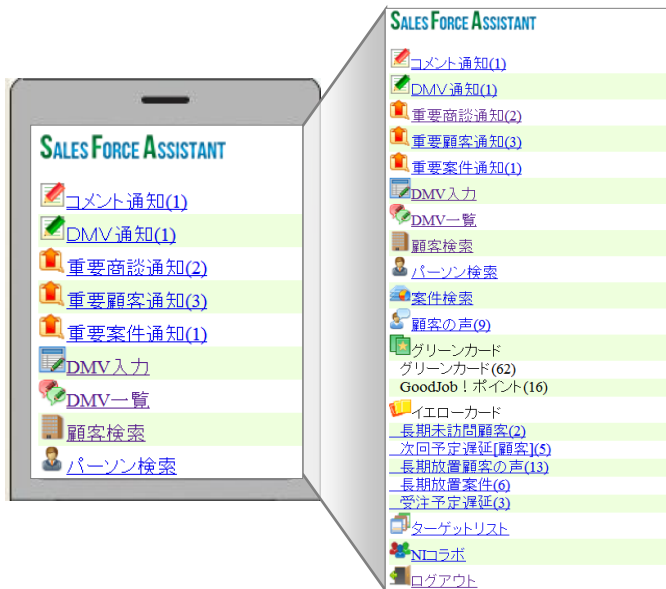 SALES FORCE ASSISTANT
コメント通知(1)
DMV通知(1)
重要商談通知(2)
重要顧客通知(3)
重要案件通知(1)
DMV入力
DMV一覧
顧客検索
パーソン検索
SALES FORCE ASSISTANT
コメント通知(1)
DMV通知(1)
重要商談通知(2)
重要顧客通知(3)
重要案件通知(1)
DMV入力
DMV一覧
顧客検索
パーソン検索
案件検索
顧客の声(9)
グリーンカード
グリーンカード(62)
GoodJob！ポイント(16)
イエローカード
長期未訪問顧客(2)
次回予定遅延[顧客](5)
長期放置顧客の声(13)
長期放置案件(6)
受注予定遅延(3)
ターゲットリスト
NIコラボ
ログアウト